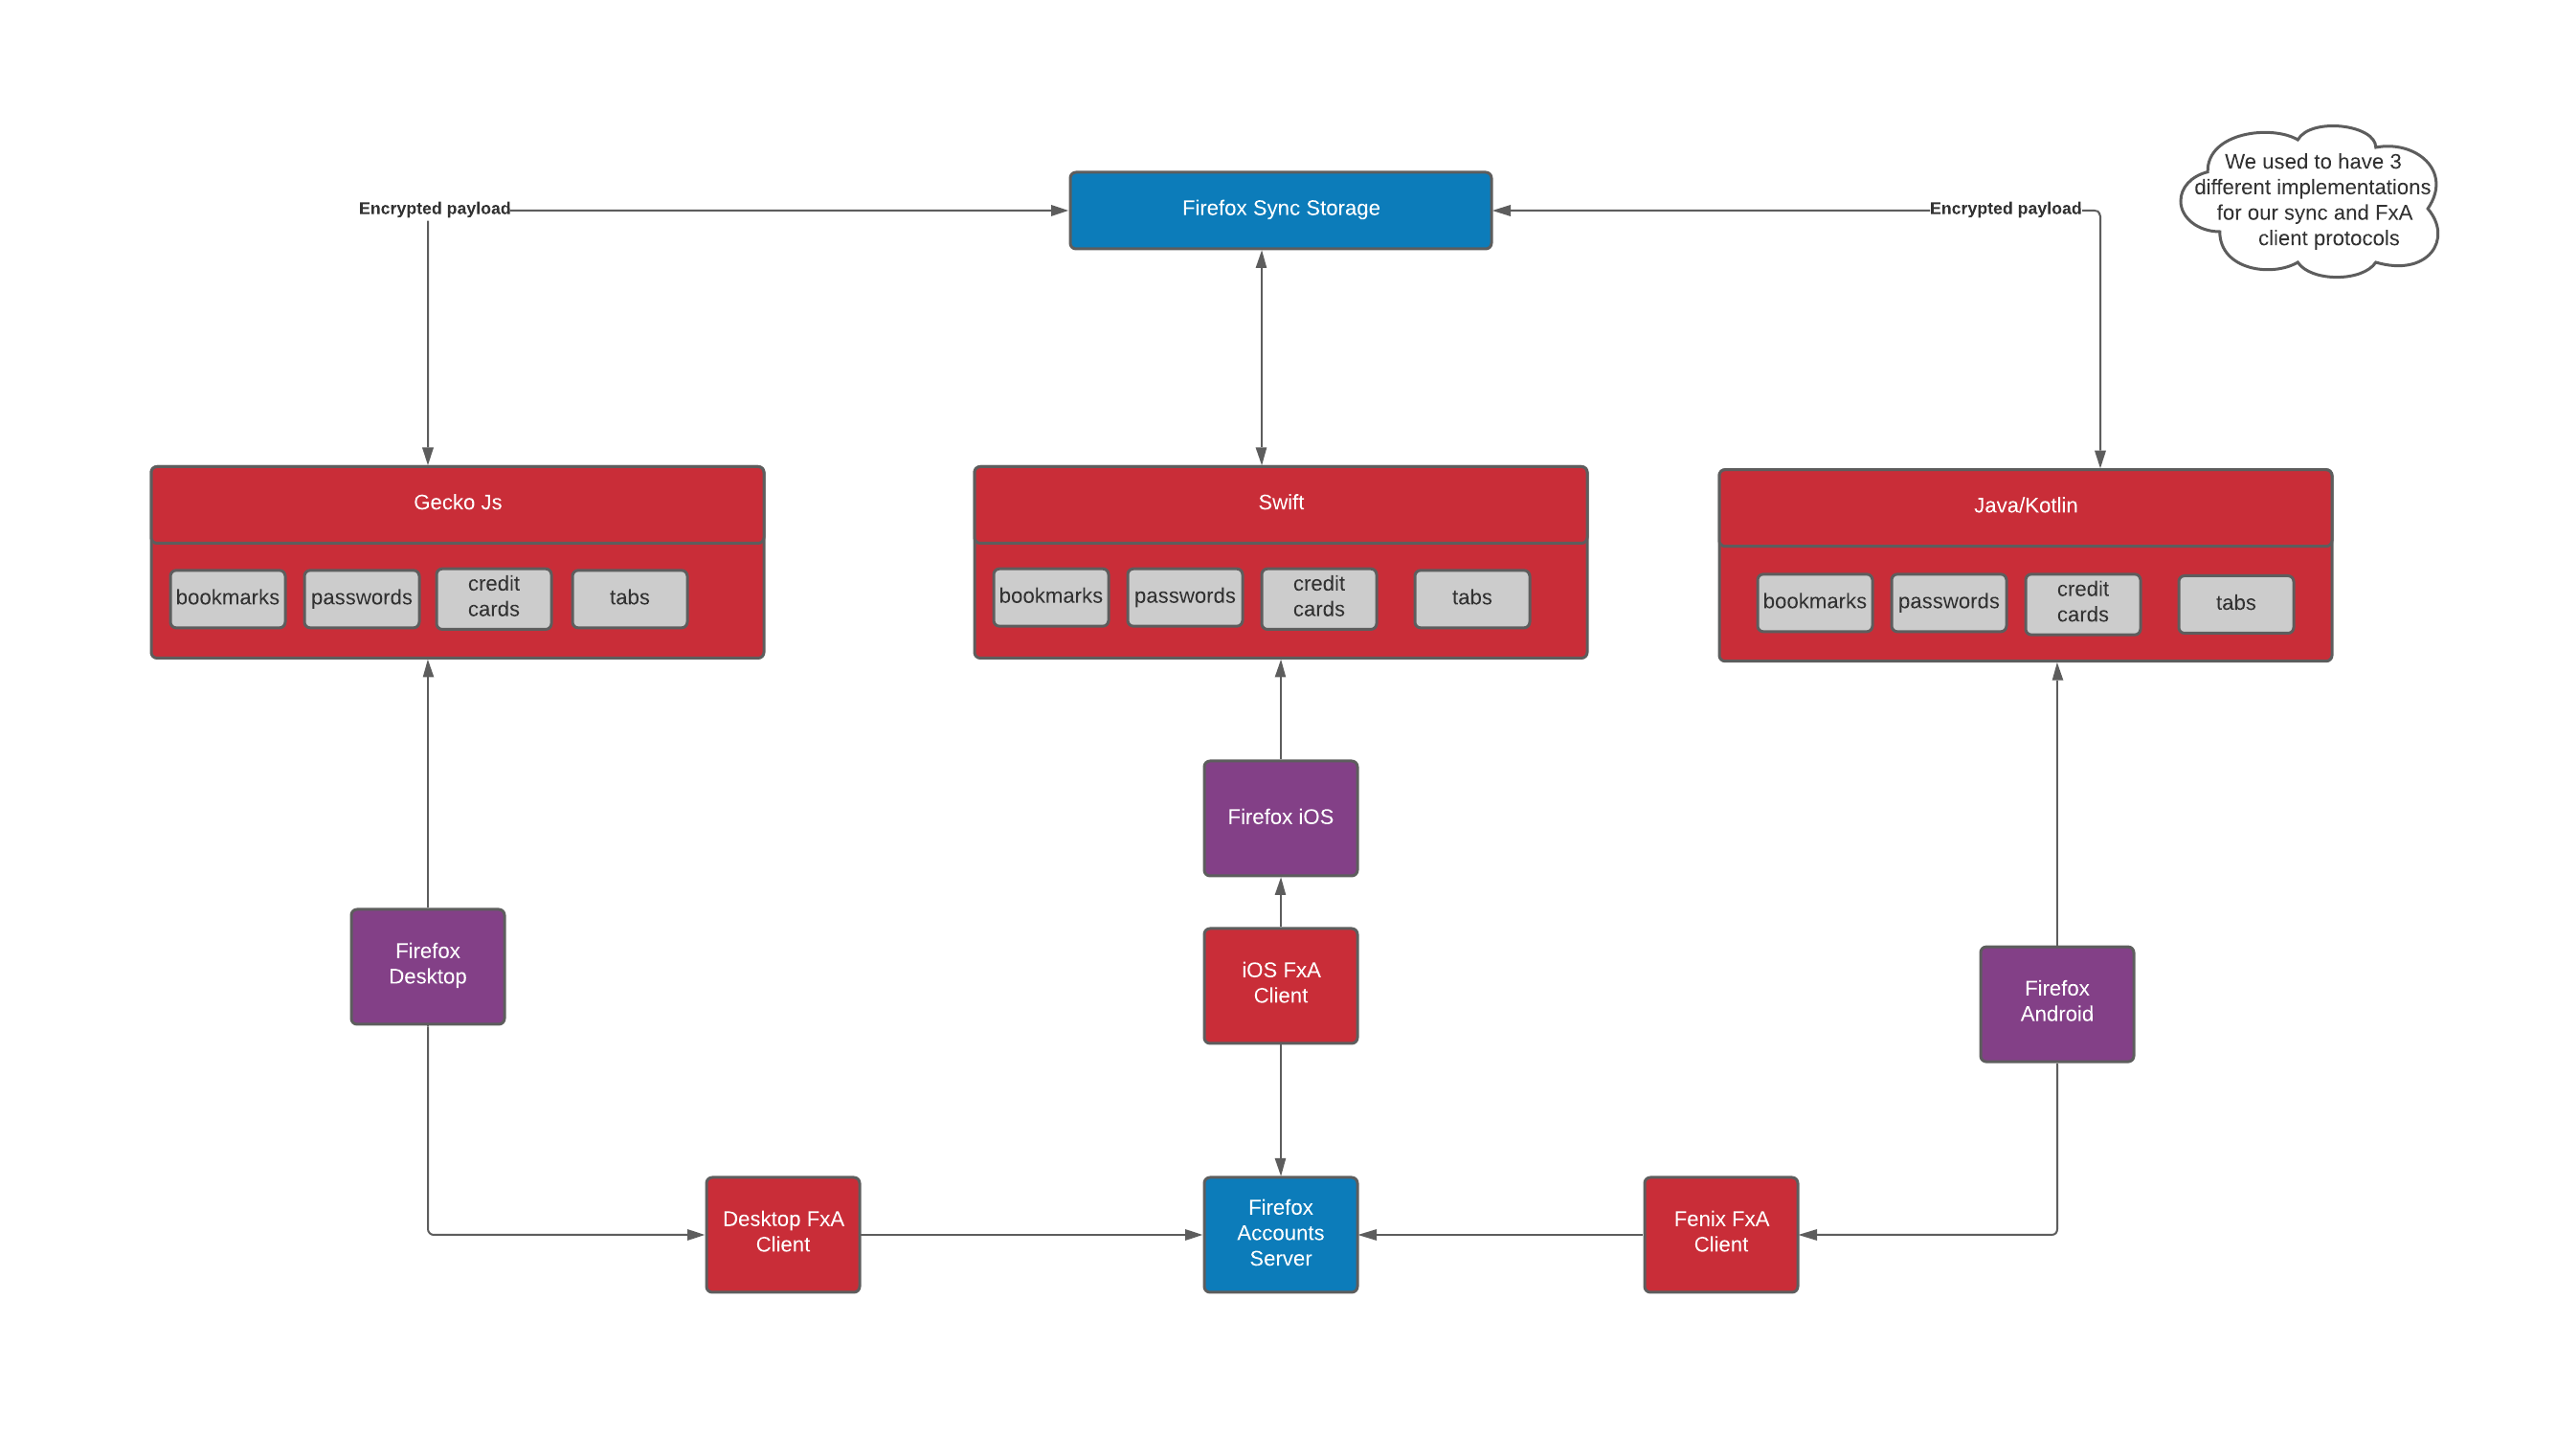 We used to have 3
different implementations
for our sync and FxA
client protocols
Encrypted payload
Firefox Sync Storage
Encrypted payload
Gecko Js
bookmarks
passwords
credit
cards
tabs
Swift
bookmarks
passwords
credit
cards
tabs
Java/Kotlin
bookmarks
passwords
credit
cards
tabs
Firefox iOS
Firefox
Desktop
iOS FxA
Client
Firefox
Android
Desktop FxA
Client
Firefox
Accounts
Server
Fenix FxA
Client